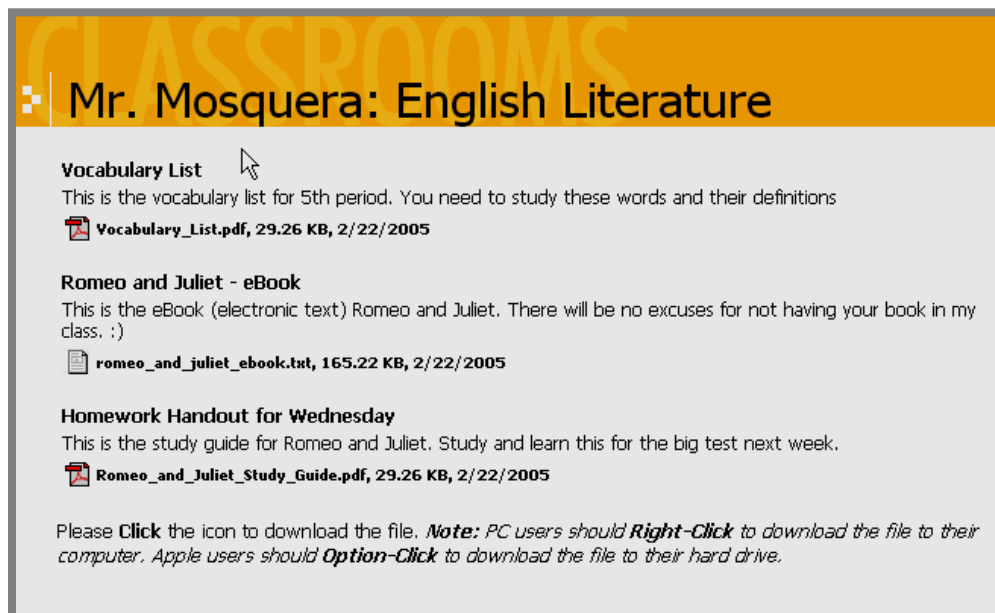 CLASSROOMS
Mr. Mosquera: English Literature
Vocabulary List
This is the vocabulary list for 5th period. You need to study these words and their definitions
Vocabulary_List.pdf, 29.26 KB, 2/22/2005
Romeo and Juliet - eBook
This is the eBook (electronic text) Romeo and Juliet. There will be no excuses for not having your book in my
class. :)
romeo_and_juliet_ebook.txt, 165.22 KB, 2/22/2005
Homework Handout for Wednesday
This is the study guide for Romeo and Juliet. Study and learn this for the big test next week.
Romeo_and_Juliet_Study_Guide.pdf, 29.26 KB, 2/22/2005
Please Click the icon to download the file. Note: PC users should Right-Click to download the file to their
computer. Apple users should Option-Click to download the file to their hard drive.